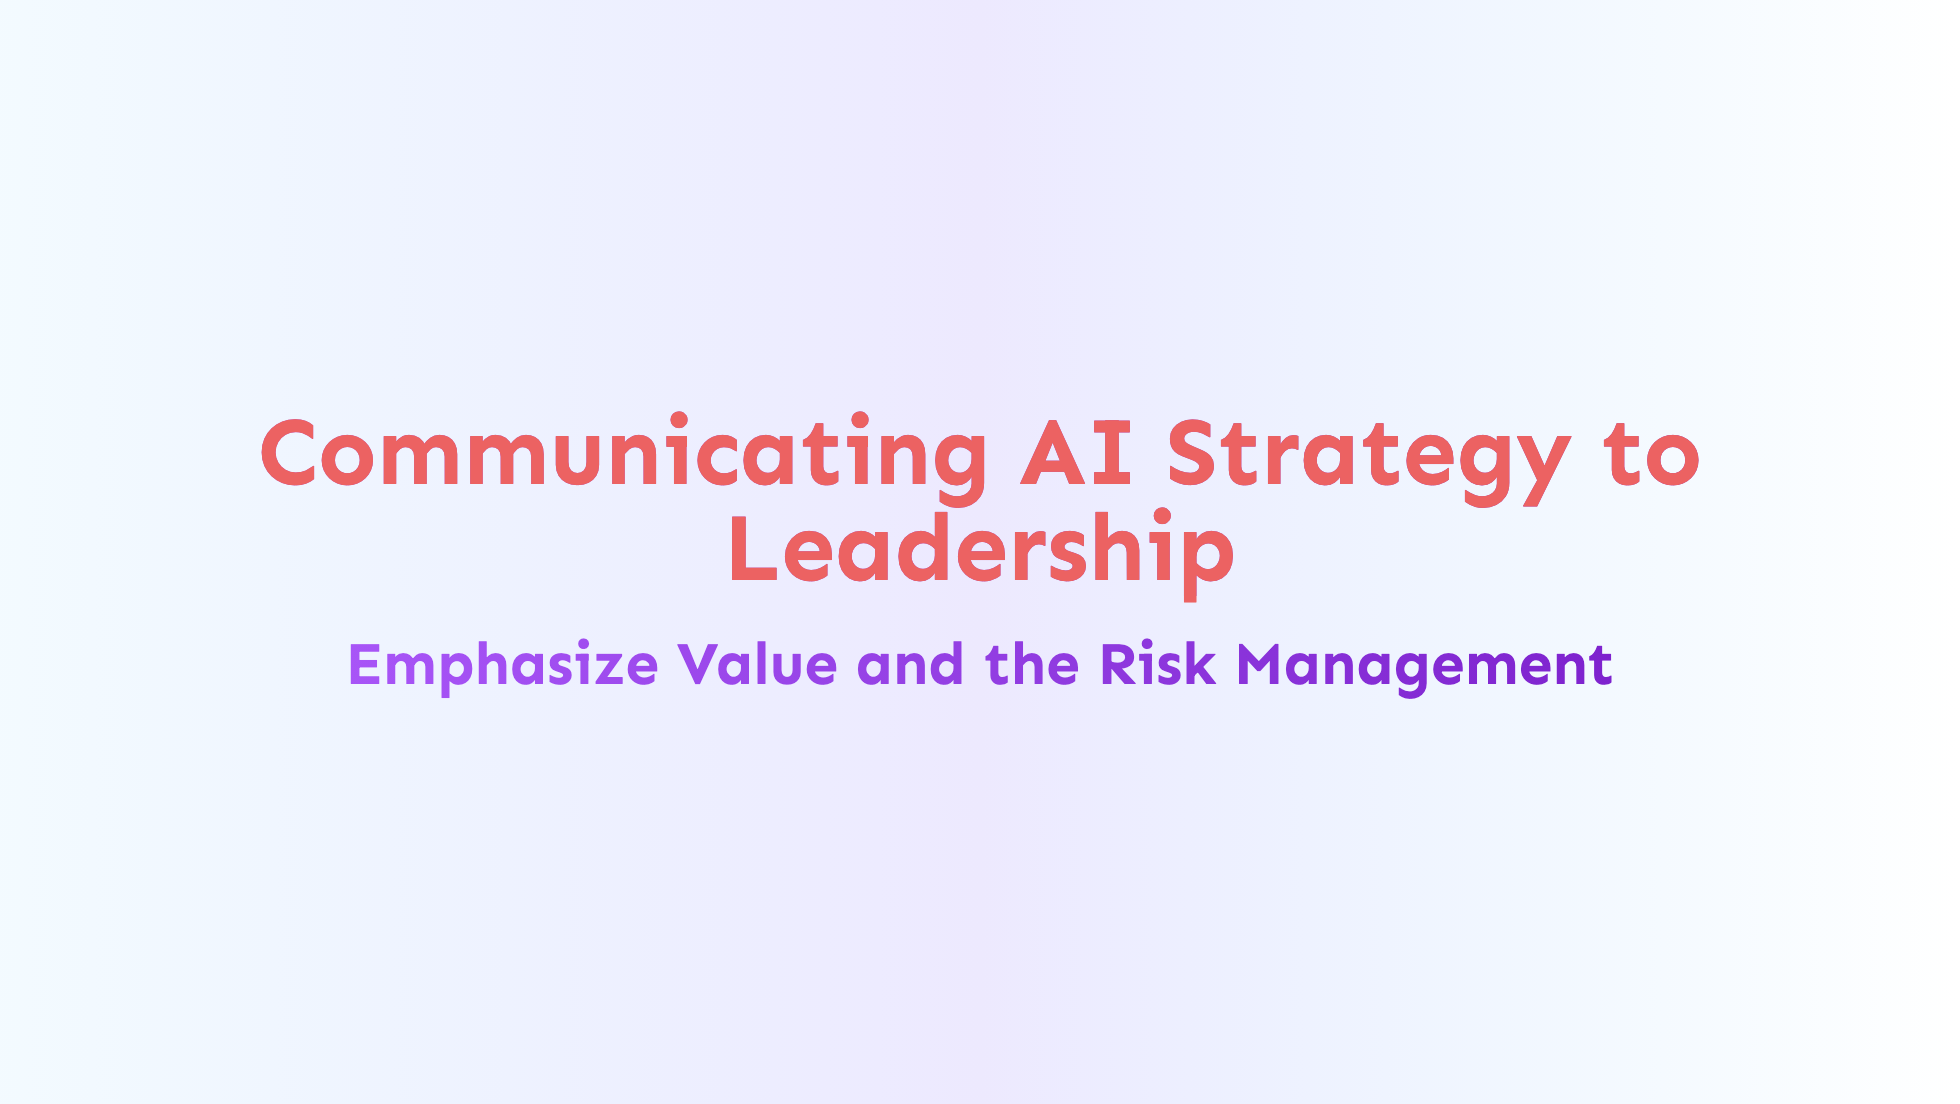 Communicating AI Strategy to
Leadership
Emphasize Value and the Risk Management